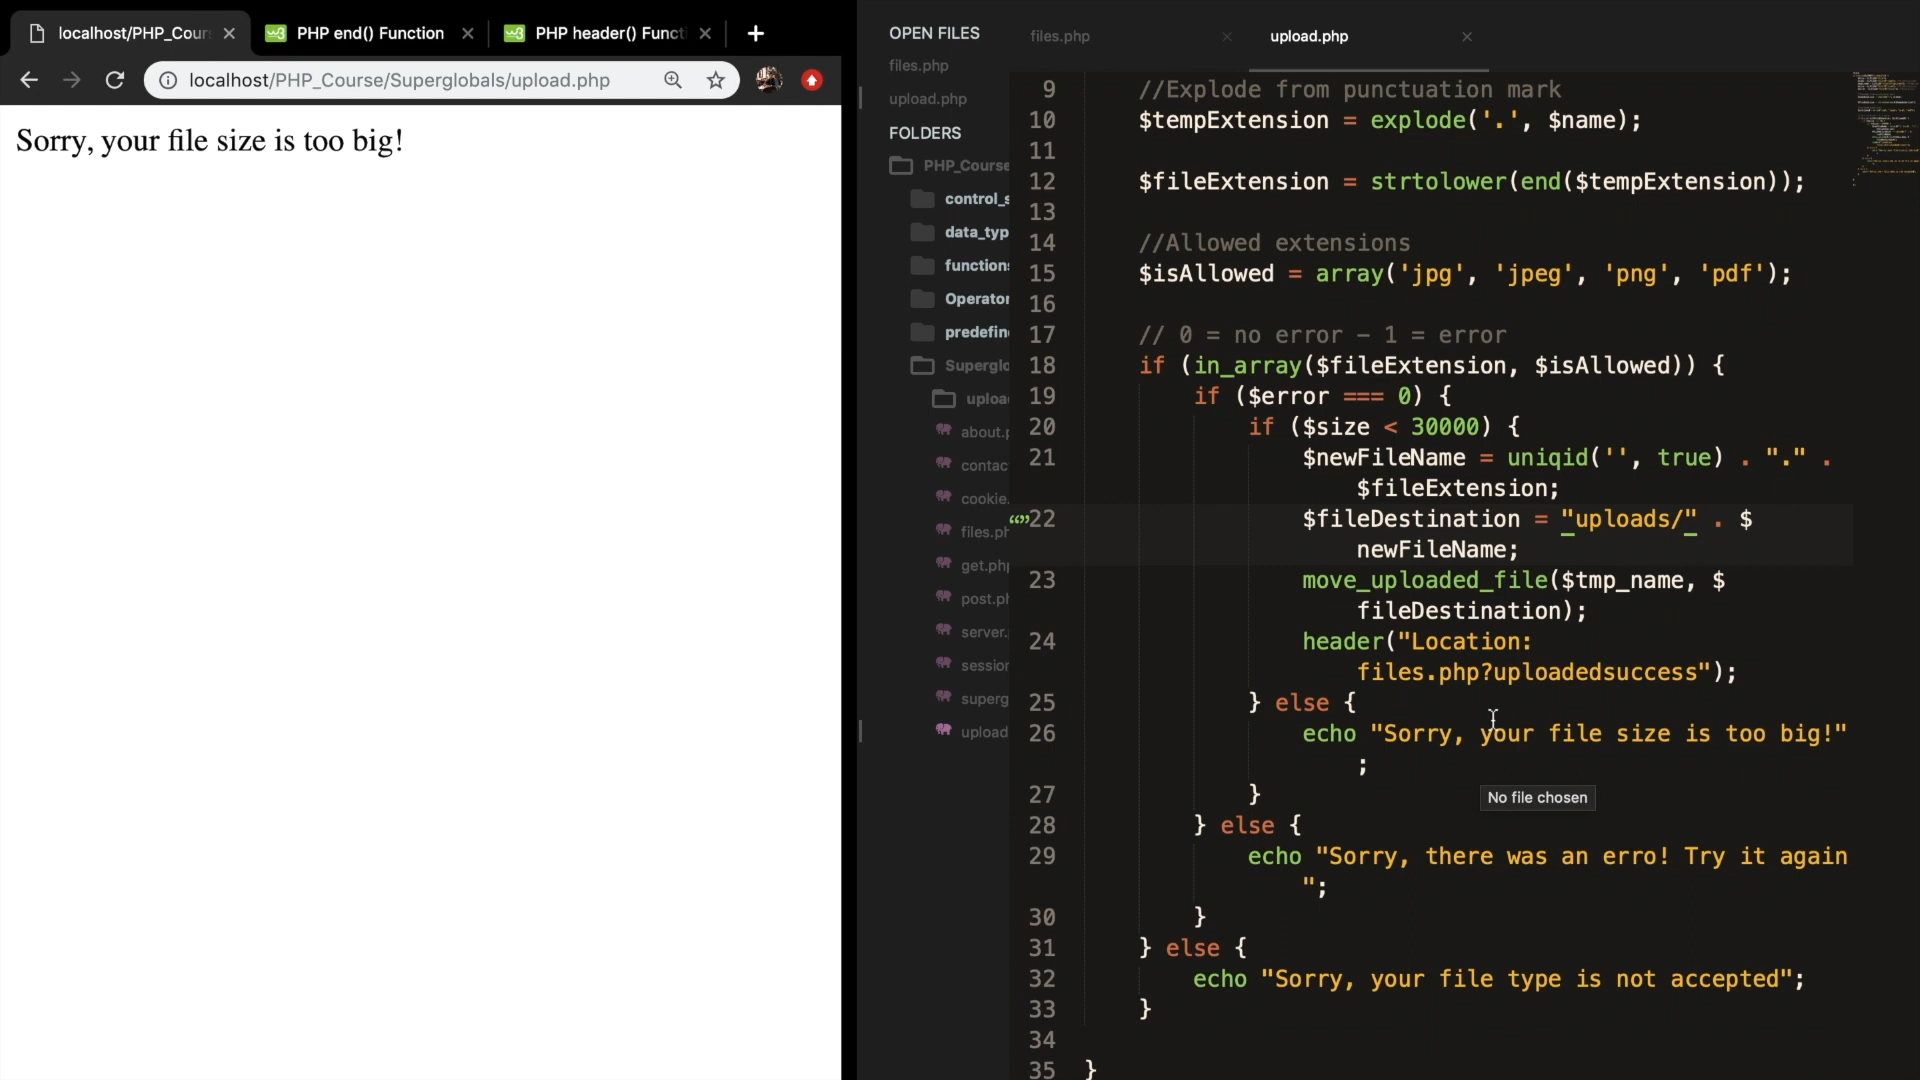 localhost/PHP_Cour
PHP end() Function
PHP header() Funct
localhost/PHP_Course/Superglobals/upload.php
Sorry, your file size is too big!
OPEN FILES
files.php
upload.php
FOLDERS
PHP_Course
control_s
data_typ
functions
Operator
predefin
Superglo
uploa
about.p
contac
cookie.
files.ph
get.php
post.ph
server.
session
superg
upload
files.php
upload.php
9 //Explode from punctuation mark
10 $tempExtension = explode('.', $name);
11
12 $fileExtension = strtolower(end($tempExtension));
13
14 //Allowed extensions
15 $isAllowed = array('jpg', 'jpeg', 'png', 'pdf');
16
17 // 0 = no error - 1 = error
18 if (in_array($fileExtension, $isAllowed)) {
19 if ($error === 0) {
20 if ($size < 30000) {
21 $newFileName = uniqid('', true) . "." .
$fileExtension;
22 $fileDestination = "uploads/" . $
newFileName;
23 move_uploaded_file($tmp_name, $
fileDestination);
24 header("Location:
files.php?uploadedsuccess");
25 } else {
26 echo "Sorry, your file size is too big!"
;
No file chosen
27 }
28 } else {
29 echo "Sorry, there was an erro! Try it again
";
30 }
31 } else {
32 echo "Sorry, your file type is not accepted";
33 }
34
35 }